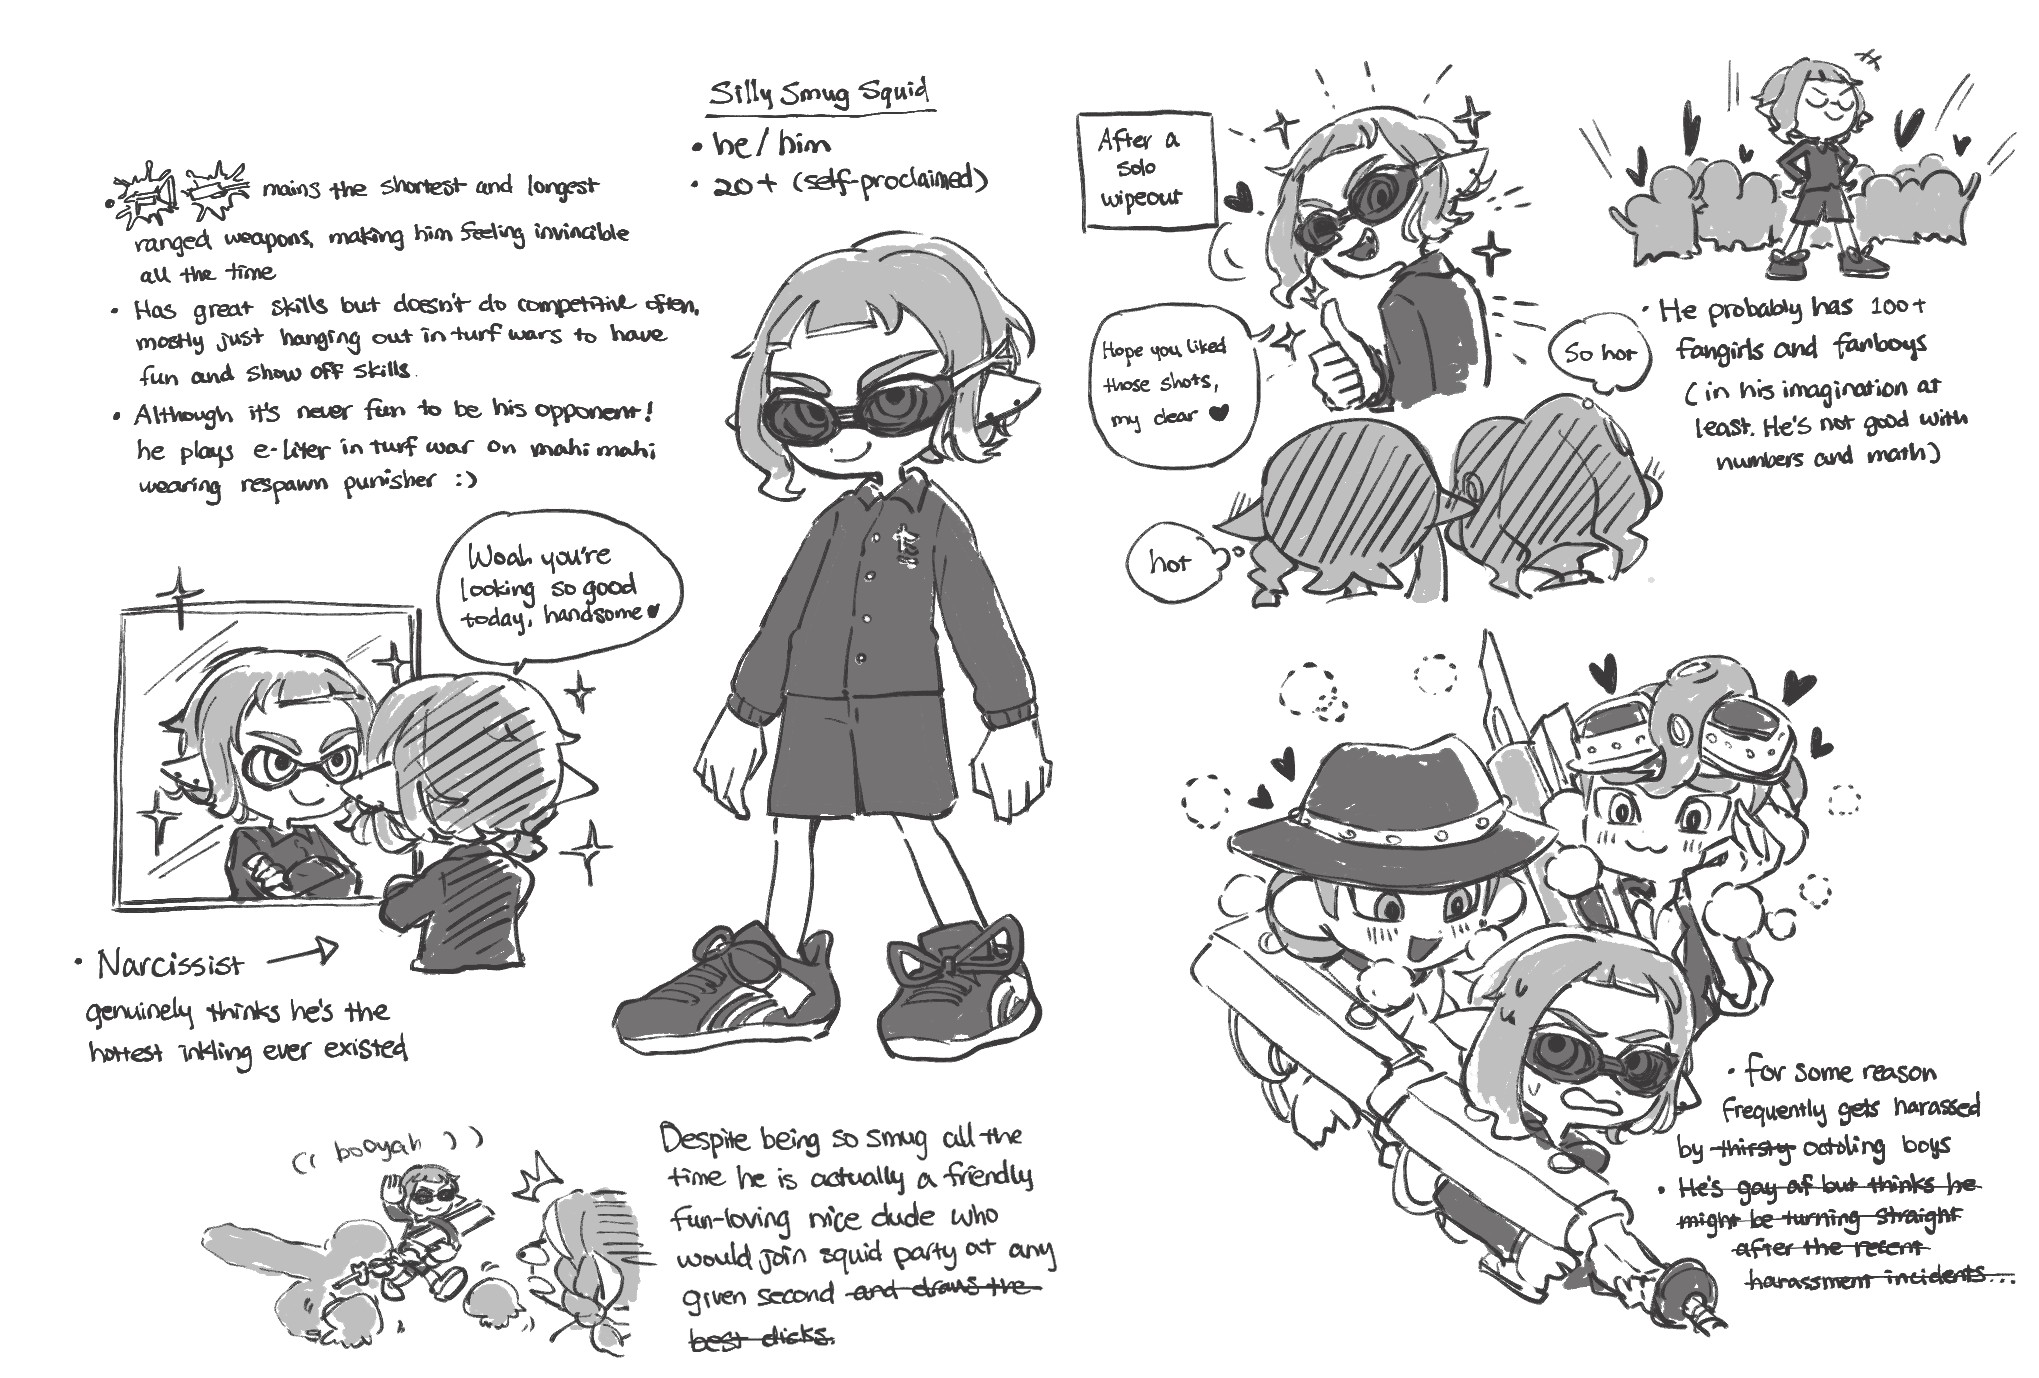 Silly Smug Squid
• he/him
• 20+ (self-proclaimed)
• mains the shortest and longest
ranged weapons, making him feeling invincible
all the time
• Has great skills but doesn't do competitive often,
mostly just hanging out in turf wars to have
fun and show off skills.
• Although it's never fun to be his opponent!
he plays e-liter in turf war on mahi mahi
wearing respawn punisher :)
Woah you're
looking so good
today, handsome♥
• Narcissist →
genuinely thinks he's the
hottest inkling ever existed
(( booyah ))
Despite being so smug all the
time he is actually a friendly
fun-loving nice dude who
would join squid party at any
given second and draws the
best dicks.
After a
solo
wipeout
Hope you liked
those shots,
my dear ♥
So hot
hot
• He probably has 100+
fangirls and fanboys
(in his imagination at
least. He's not good with
numbers and math)
• For some reason
frequently gets harassed
by thirsty octoling boys
• He's gay af but thinks he
might be turning straight
after the recent
harassment incidents...